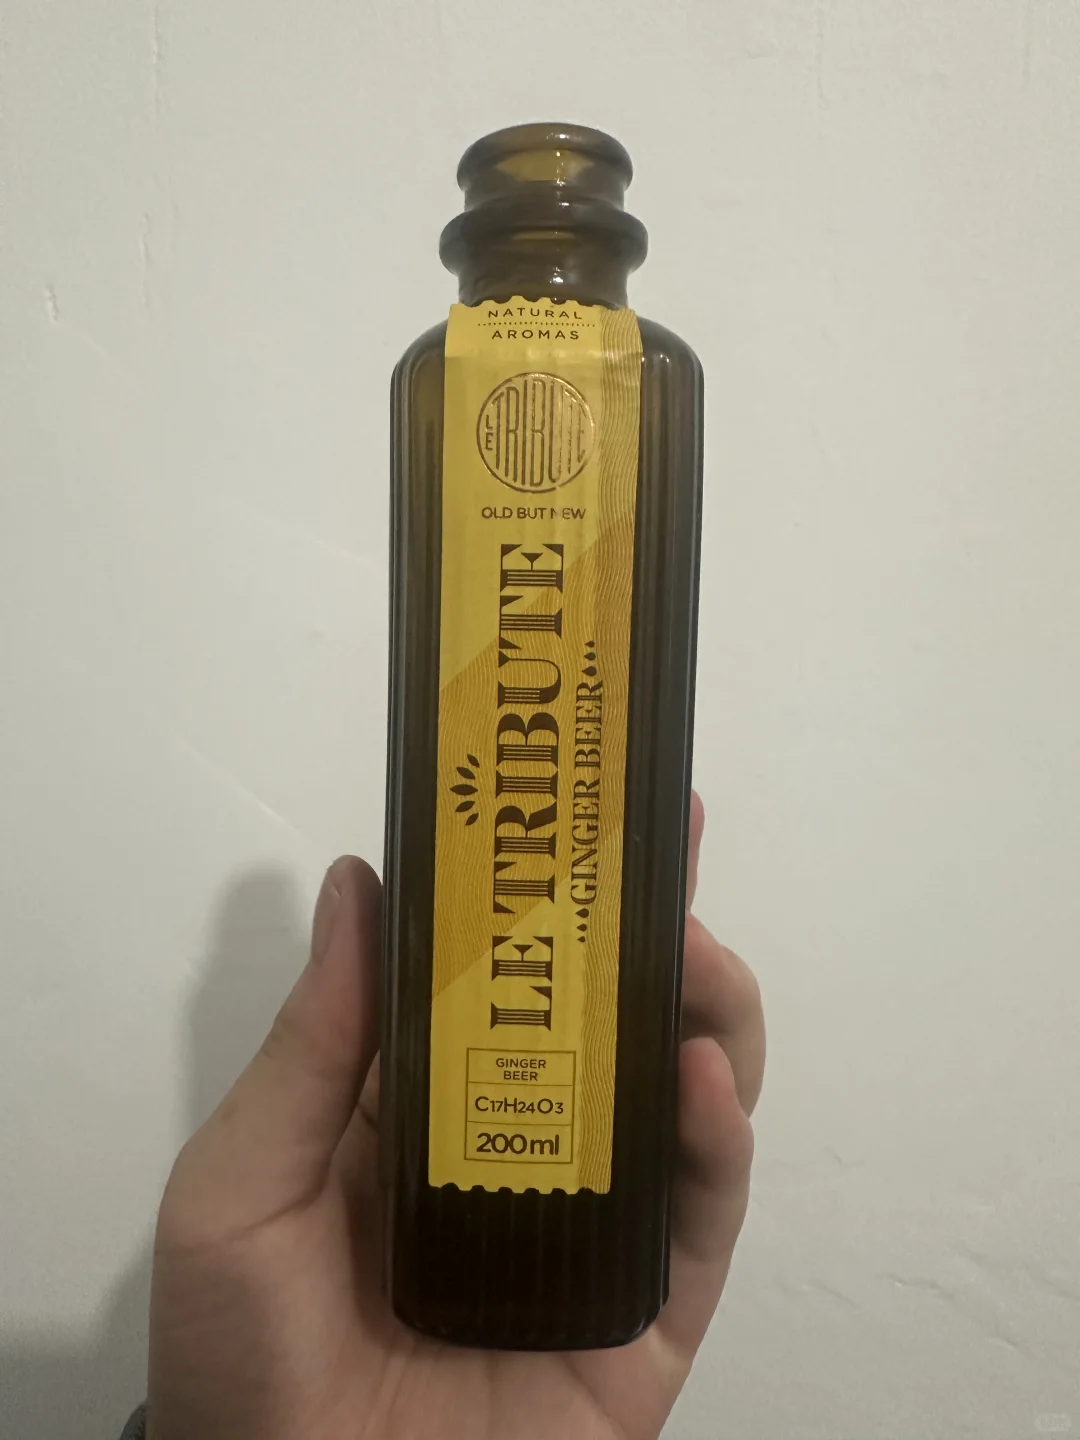 NATURAL
AROMAS
LE TRIBUTE
OLD BUT NEW
LE TRIBUTE
GINGER BEER
GINGER
BEER
C17H24O3
200ml